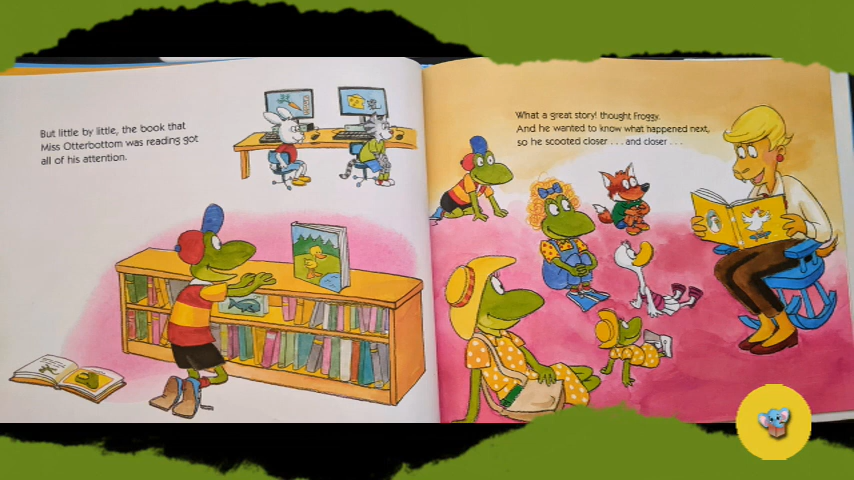 But little by little, the book that
Miss Otterbottom was reading got
all of his attention.
What a great story! thought Froggy.
And he wanted to know what happened next,
so he scooted closer . . . and closer . . .